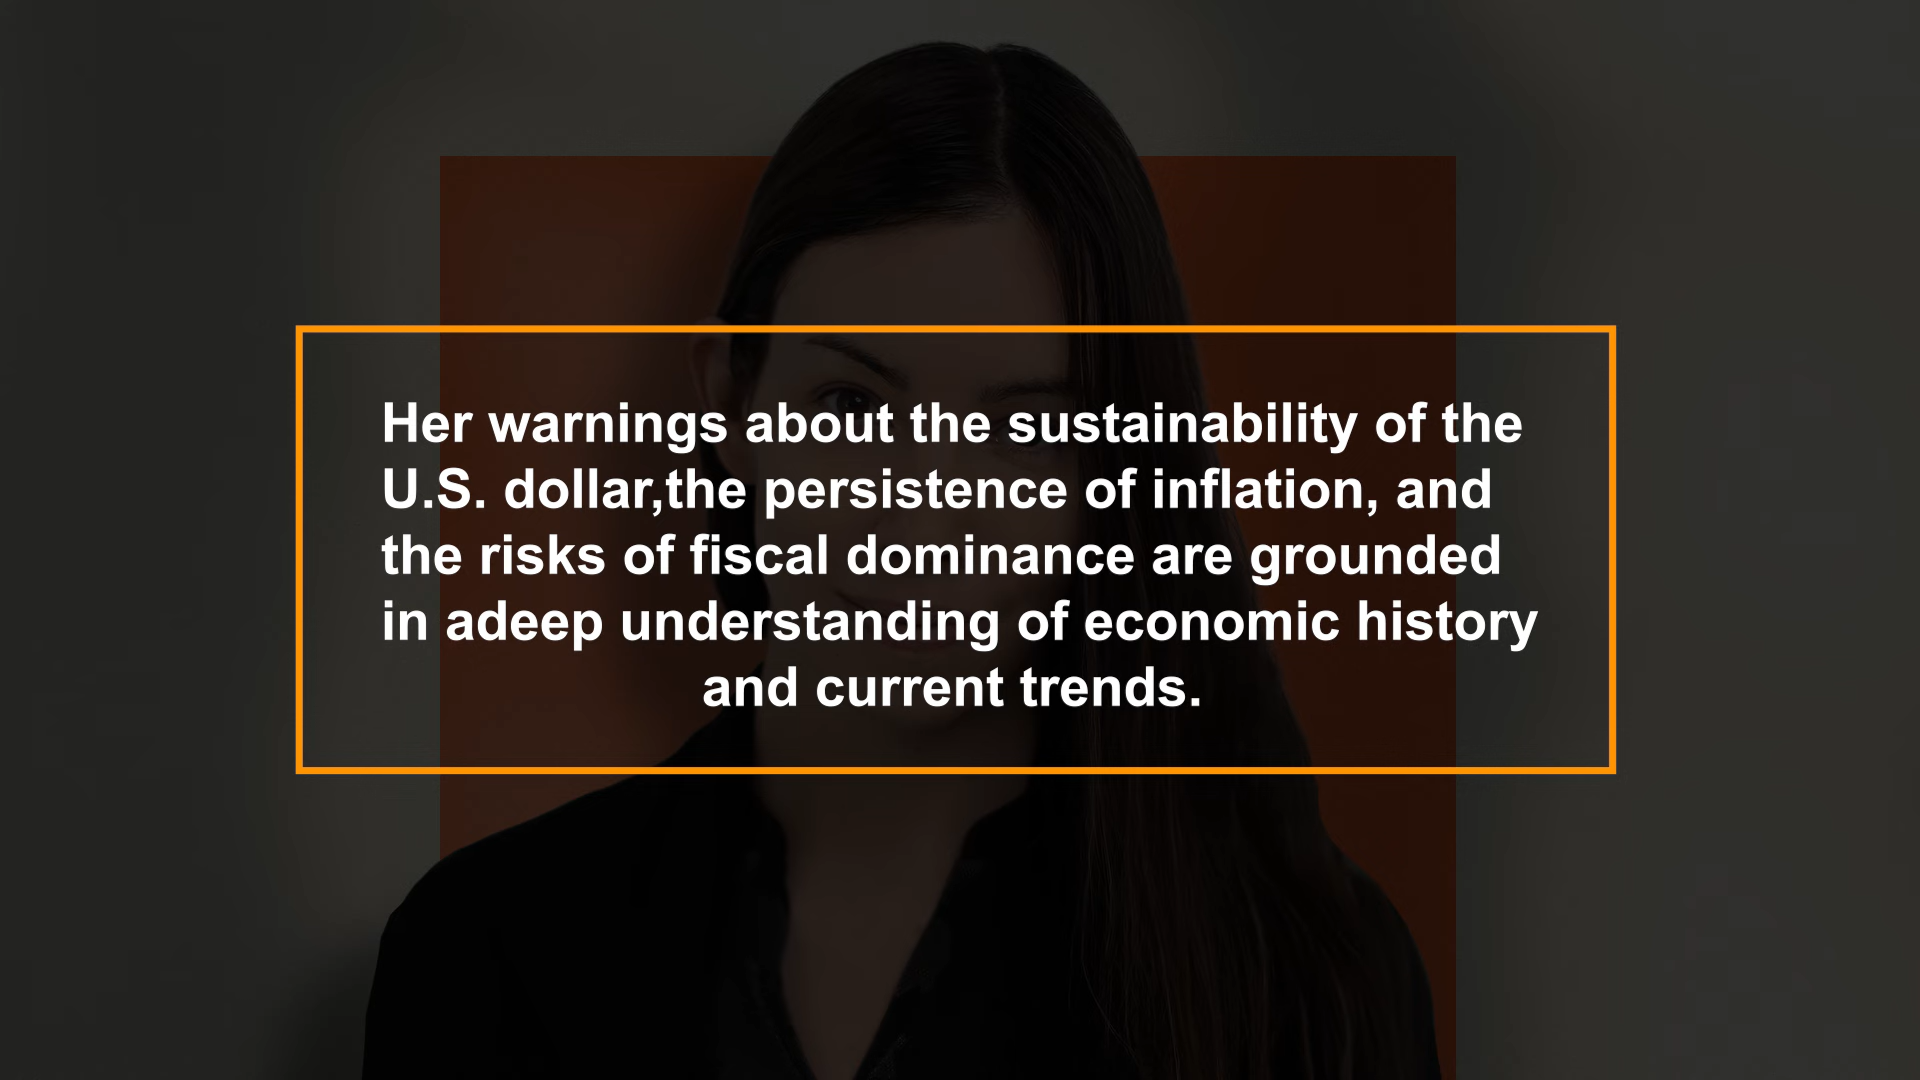 Her warnings about the sustainability of the
U.S. dollar,the persistence of inflation, and
the risks of fiscal dominance are grounded
in adeep understanding of economic history
and current trends.